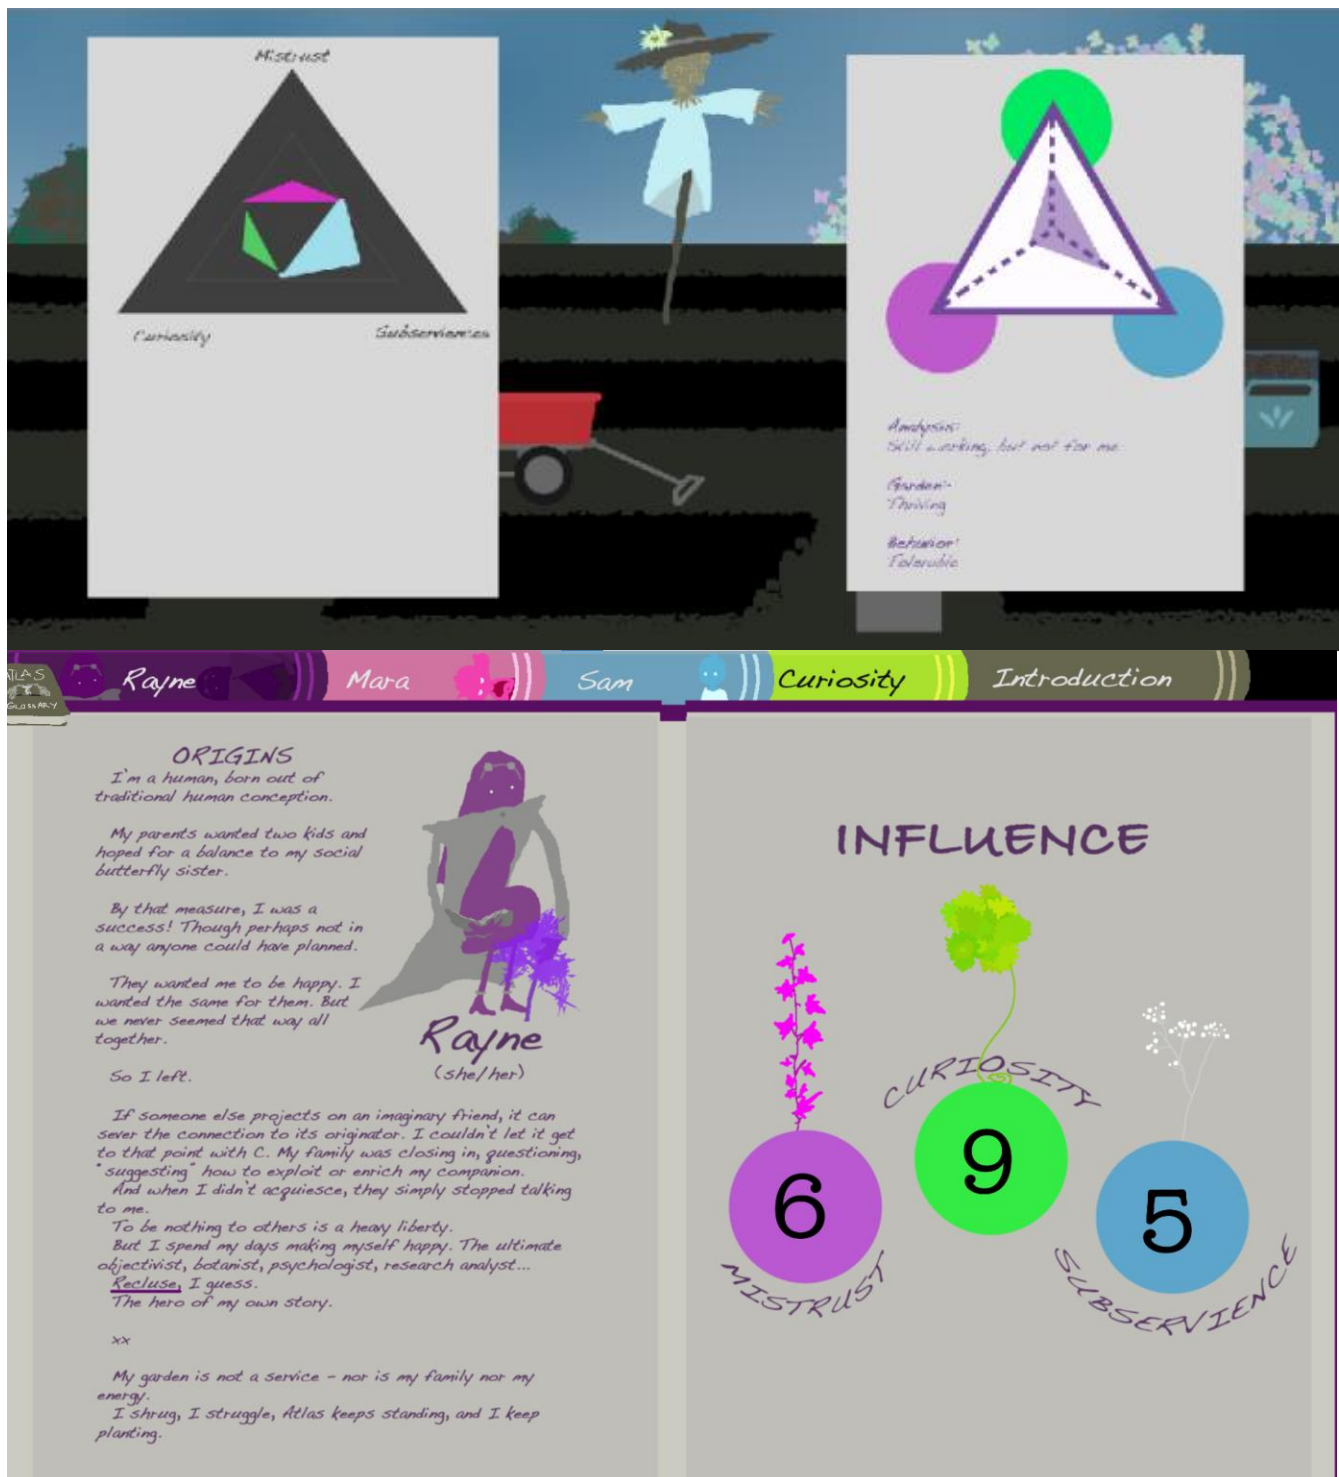 Mistrust
Curiosity
Subservience
Analysis:
Still working, but not for me
Garden:
Thriving
Behavior:
Tolerable
ATLAS
GLOSSARY
Rayne
Mara
Sam
Curiosity
Introduction
ORIGINS
I'm a human, born out of
traditional human conception.
My parents wanted two kids and
hoped for a balance to my social
butterfly sister.
By that measure, I was a
success! Though perhaps not in
a way anyone could have planned.
They wanted me to be happy. I
wanted the same for them. But
we never seemed that way all
together.
So I left.
Rayne
(she/her)
If someone else projects on an imaginary friend, it can
sever the connection to its originator. I couldn't let it get
to that point with C. My family was closing in, questioning,
"suggesting" how to exploit or enrich my companion.
And when I didn't acquiesce, they simply stopped talking
to me.
To be nothing to others is a heavy liberty.
But I spend my days making myself happy. The ultimate
objectivist, botanist, psychologist, research analyst...
Recluse, I guess.
The hero of my own story.
xx
My garden is not a service - nor is my family nor my
energy.
I shrug, I struggle, Atlas keeps standing, and I keep
planting.
INFLUENCE
CURIOSITY
6
9
5
MISTRUST
SUBSERVIENCE